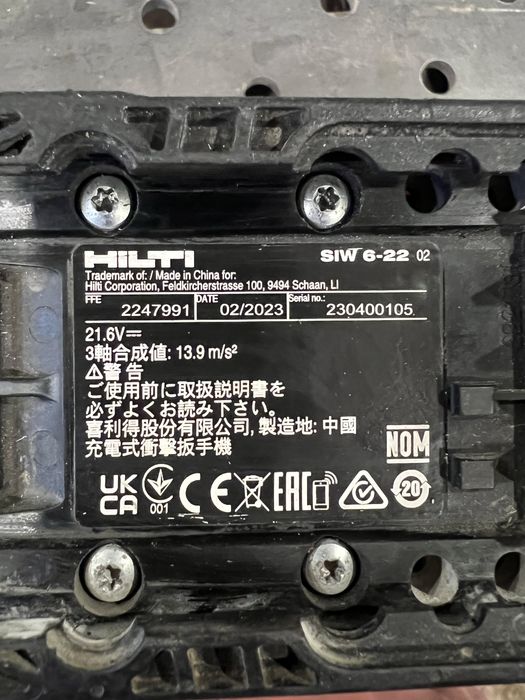 HILTI
SIW 6-22 02
Trademark of: / Made in China for:
Hilti Corporation, Feldkircherstrasse 100, 9494 Schaan, LI
FFE 2247991 DATE 02/2023 Serial no.: 230400105
21.6V⎓
3軸合成値: 13.9 m/s²
⚠警告
ご使用前に取扱説明書を
必ずよくお読み下さい。
喜利得股份有限公司, 製造地: 中國
充電式衝擊扳手機
NOM
UK
CA
001
CE
EAC
20